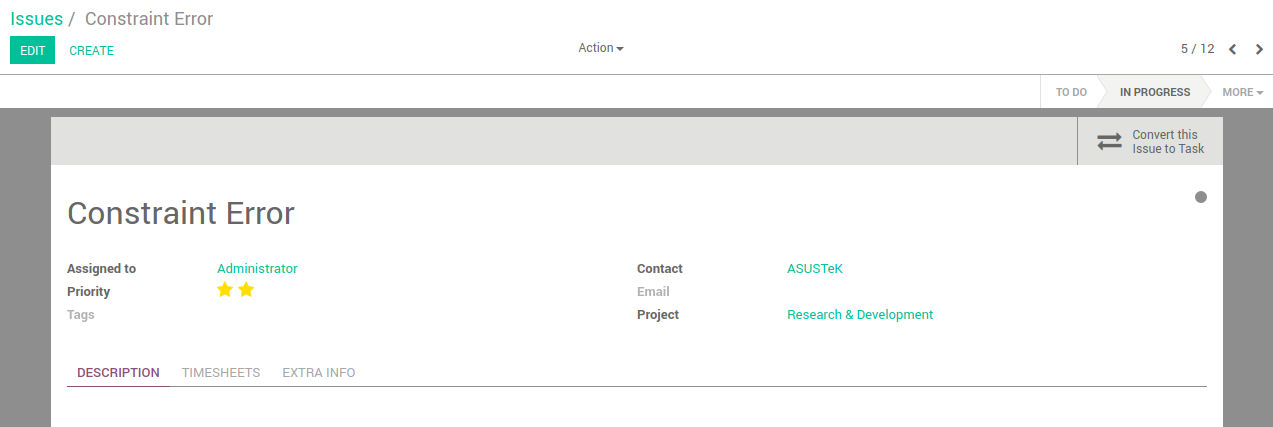 Issues / Constraint Error
EDIT CREATE Action 5 / 12
TO DO IN PROGRESS MORE
Convert this
Issue to Task
Constraint Error
Assigned to Administrator Contact ASUSTeK
Priority Email
Tags Project Research & Development
DESCRIPTION TIMESHEETS EXTRA INFO